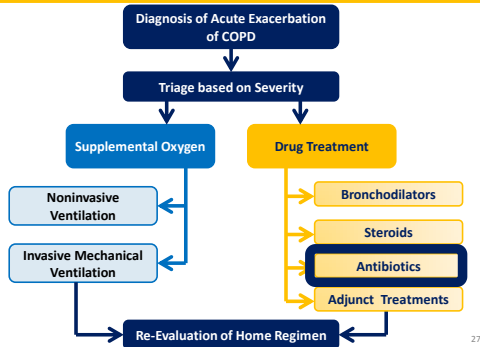 Diagnosis of Acute Exacerbation
of COPD
Triage based on Severity
Supplemental Oxygen
Drug Treatment
Noninvasive
Ventilation
Invasive Mechanical
Ventilation
Bronchodilators
Steroids
Antibiotics
Adjunct Treatments
Re-Evaluation of Home Regimen
27